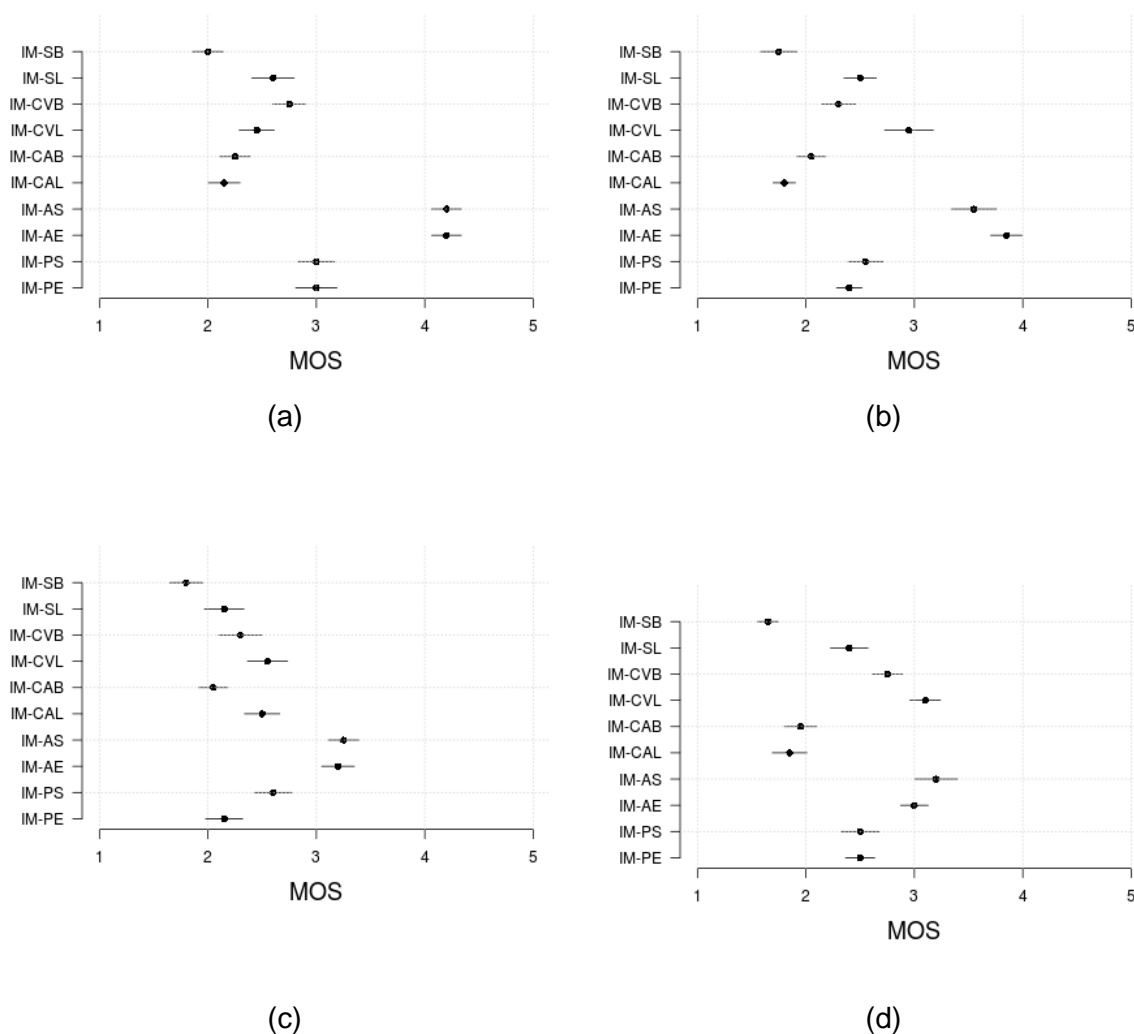 IM-SB
IM-SL
IM-CVB
IM-CVL
IM-CAB
IM-CAL
IM-AS
IM-AE
IM-PS
IM-PE
1 2 3 4 5
MOS
(a)
IM-SB
IM-SL
IM-CVB
IM-CVL
IM-CAB
IM-CAL
IM-AS
IM-AE
IM-PS
IM-PE
1 2 3 4 5
MOS
(b)
IM-SB
IM-SL
IM-CVB
IM-CVL
IM-CAB
IM-CAL
IM-AS
IM-AE
IM-PS
IM-PE
1 2 3 4 5
MOS
(c)
IM-SB
IM-SL
IM-CVB
IM-CVL
IM-CAB
IM-CAL
IM-AS
IM-AE
IM-PS
IM-PE
1 2 3 4 5
MOS
(d)